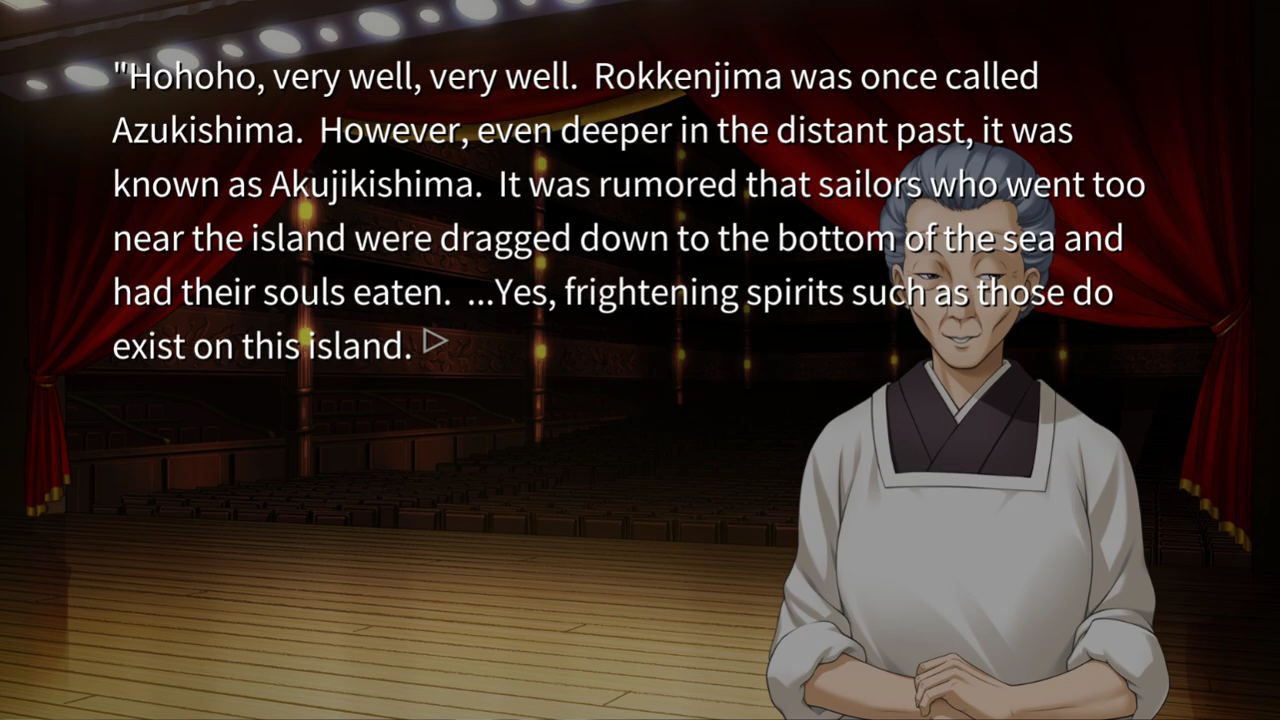 "Hohoho, very well, very well.  Rokkenjima was once called
Azukishima.  However, even deeper in the distant past, it was
known as Akujikishima.  It was rumored that sailors who went too
near the island were dragged down to the bottom of the sea and
had their souls eaten.  ...Yes, frightening spirits such as those do
exist on this island.